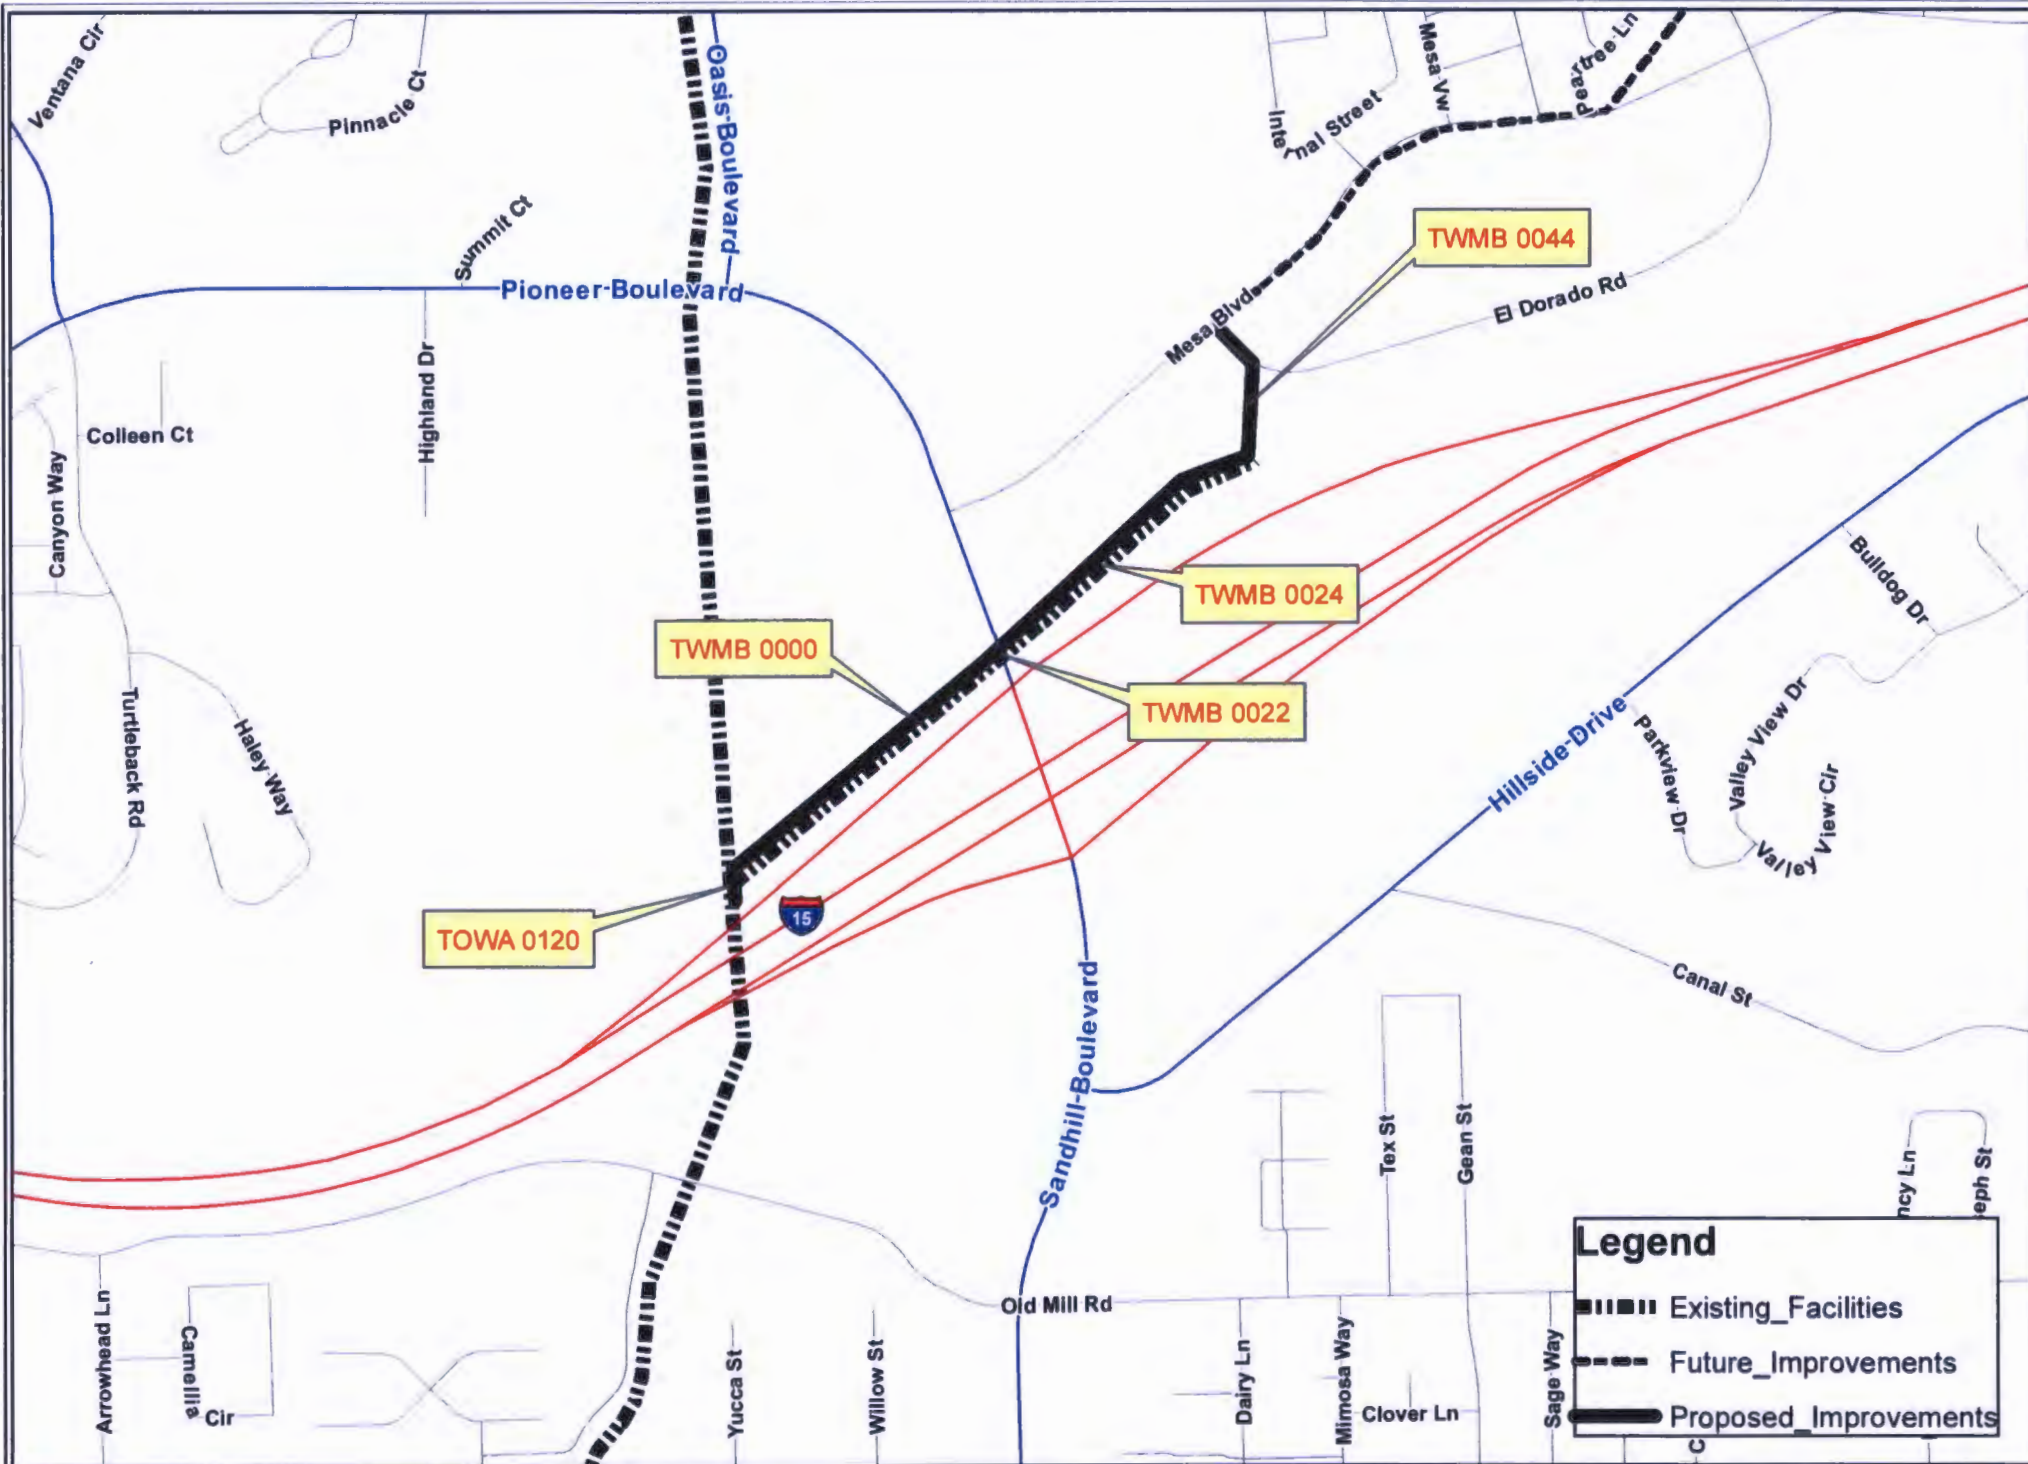 Ventana Cir
Pinnacle Ct
Oasis-Boulevard
Mesa Vw
Peartree Ln
Internal Street
Summit Ct
TWMB 0044
Pioneer-Boulevard
Mesa Blvd
El Dorado Rd
Highland Dr
Colleen Ct
Canyon Way
TWMB 0024
Bulldog Dr
TWMB 0000
TWMB 0022
Turtleback Rd
Haley Way
Hillside-Drive
Parkview Dr
Valley View Dr
Valley View Cir
15
TOWA 0120
Canal St
Sandhill-Boulevard
Tex St
Gean St
ncy Ln
seph St
Legend
Existing_Facilities
Future_Improvements
Proposed_Improvements
Old Mill Rd
Arrowhead Ln
Camellia Cir
Yucca St
Willow St
Dairy Ln
Mimosa Way
Clover Ln
Sage Way
C